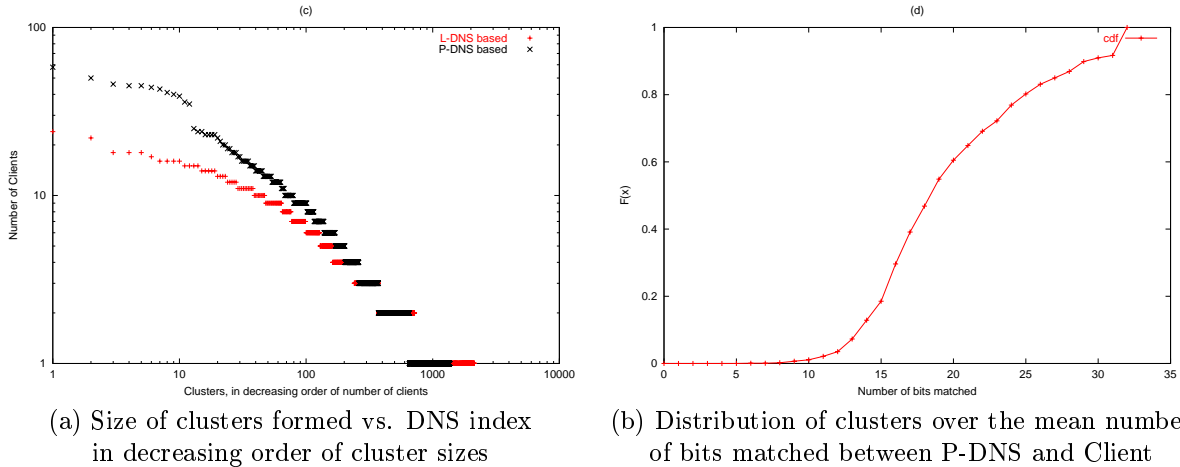 (c)
100
10
1
Number of Clients
L-DNS based
P-DNS based
1 10 100 1000 10000
Clusters, in decreasing order of number of clients
(a) Size of clusters formed vs. DNS index
in decreasing order of cluster sizes
(d)
1
0.8
0.6
0.4
0.2
0
F(x)
cdf
0 5 10 15 20 25 30 35
Number of bits matched
(b) Distribution of clusters over the mean numbe
of bits matched between P-DNS and Client